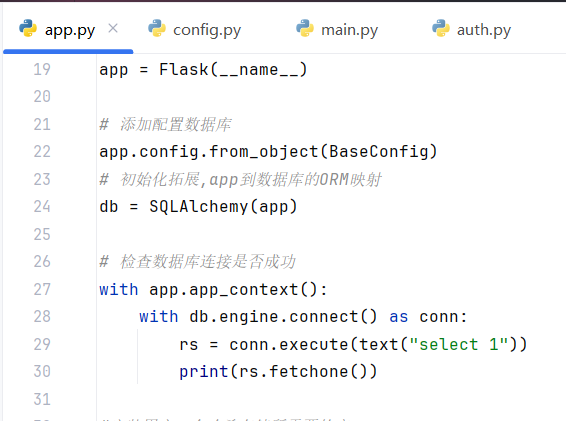 app.py × config.py main.py auth.py
19 app = Flask(__name__)
20
21 # 添加配置数据库
22 app.config.from_object(BaseConfig)
23 # 初始化拓展,app到数据库的ORM映射
24 db = SQLAlchemy(app)
25
26 # 检查数据库连接是否成功
27 with app.app_context():
28 with db.engine.connect() as conn:
29 rs = conn.execute(text("select 1"))
30 print(rs.fetchone())
31